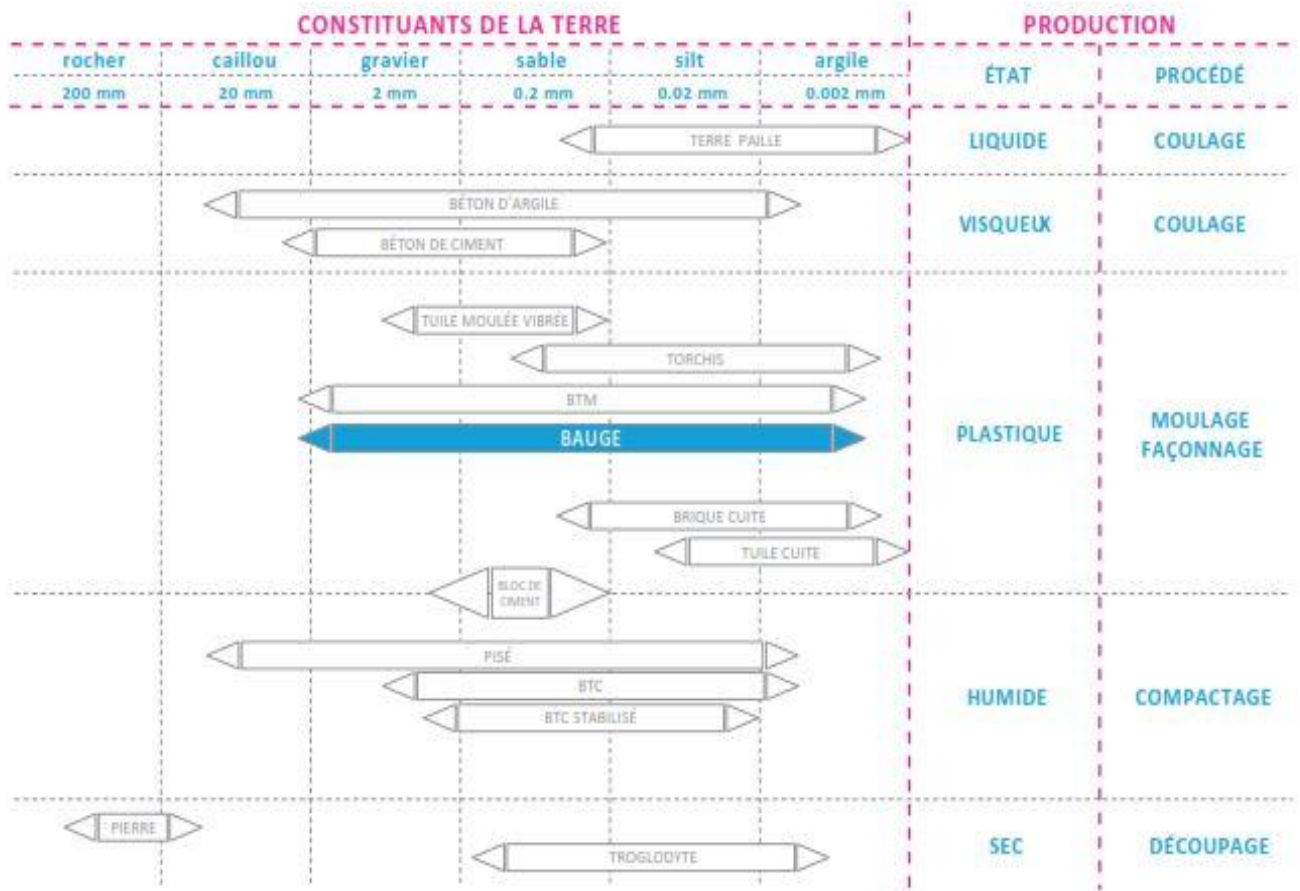 CONSTITUANTS DE LA TERRE PRODUCTION
rocher caillou gravier sable silt argile
ÉTAT PROCÉDÉ
200 mm 20 mm 2 mm 0.2 mm 0.02 mm 0.002 mm
TERRE PAILLE LIQUIDE COULAGE
BÉTON D'ARGILE
VISQUEUX COULAGE
BÉTON DE CIMENT
TUILE MOULÉE VIBRÉE
TORCHIS
BTM
BAUGE
PLASTIQUE
MOULAGE
FAÇONNAGE
BRIQUE CUITE
TUILE CUITE
BLOC DE
CIMENT
PISÉ
BTC
HUMIDE COMPACTAGE
BTC STABILISÉ
PIERRE
SEC DÉCOUPAGE
TROGLODYTE